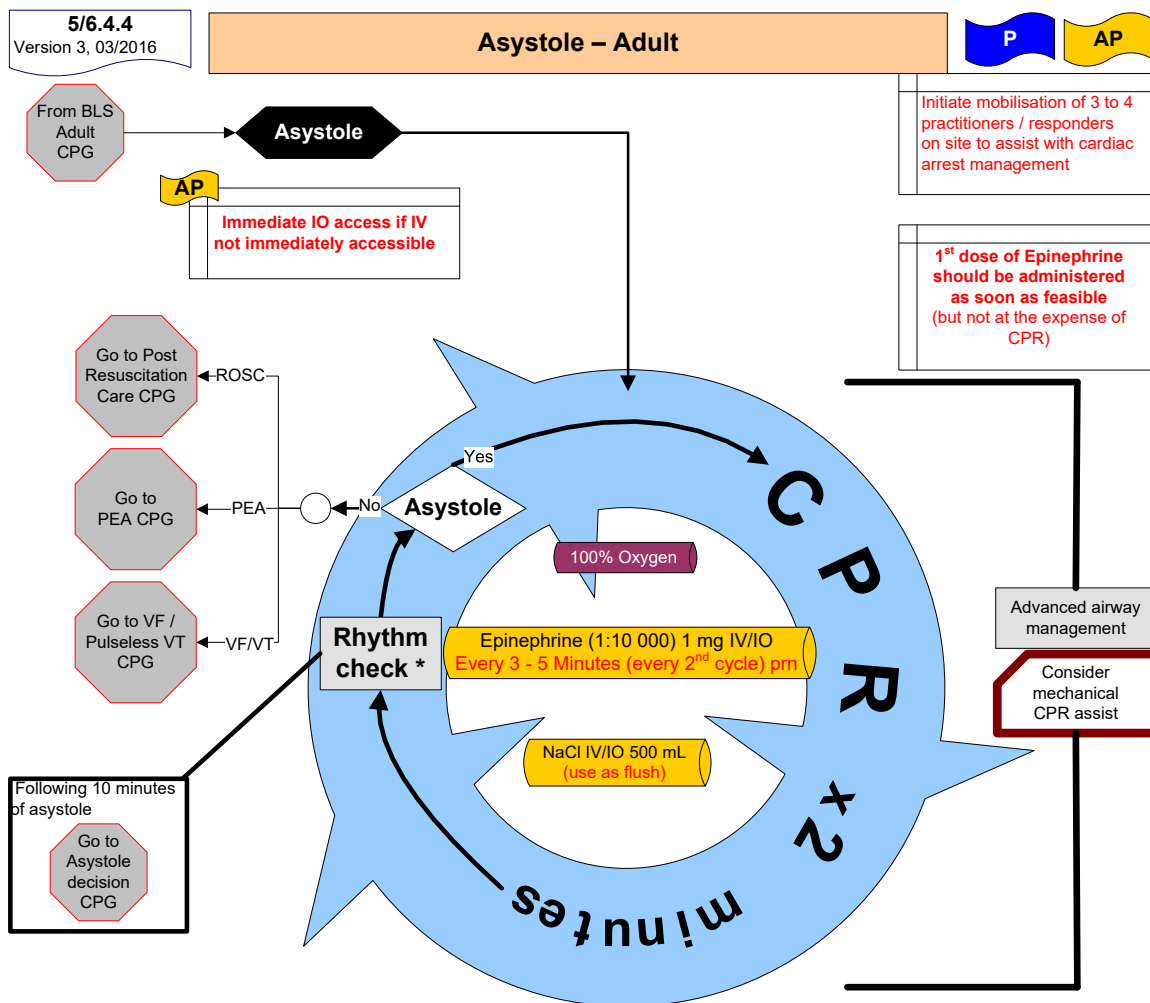 5/6.4.4
Version 3, 03/2016
Asystole – Adult
P
AP
From BLS
Adult
CPG
Asystole
Initiate mobilisation of 3 to 4
practitioners / responders
on site to assist with cardiac
arrest management
AP
Immediate IO access if IV
not immediately accessible
1st dose of Epinephrine
should be administered
as soon as feasible
(but not at the expense of
CPR)
Go to Post
Resuscitation
Care CPG
ROSC
Go to
PEA CPG
PEA
No
Asystole
Yes
Go to VF /
Pulseless VT
CPG
VF/VT
Rhythm
check *
CPR x2 minutes
100% Oxygen
Epinephrine (1:10 000) 1 mg IV/IO
Every 3 - 5 Minutes (every 2nd cycle) prn
NaCl IV/IO 500 mL
(use as flush)
Advanced airway
management
Consider
mechanical
CPR assist
Following 10 minutes
of asystole
Go to
Asystole
decision
CPG